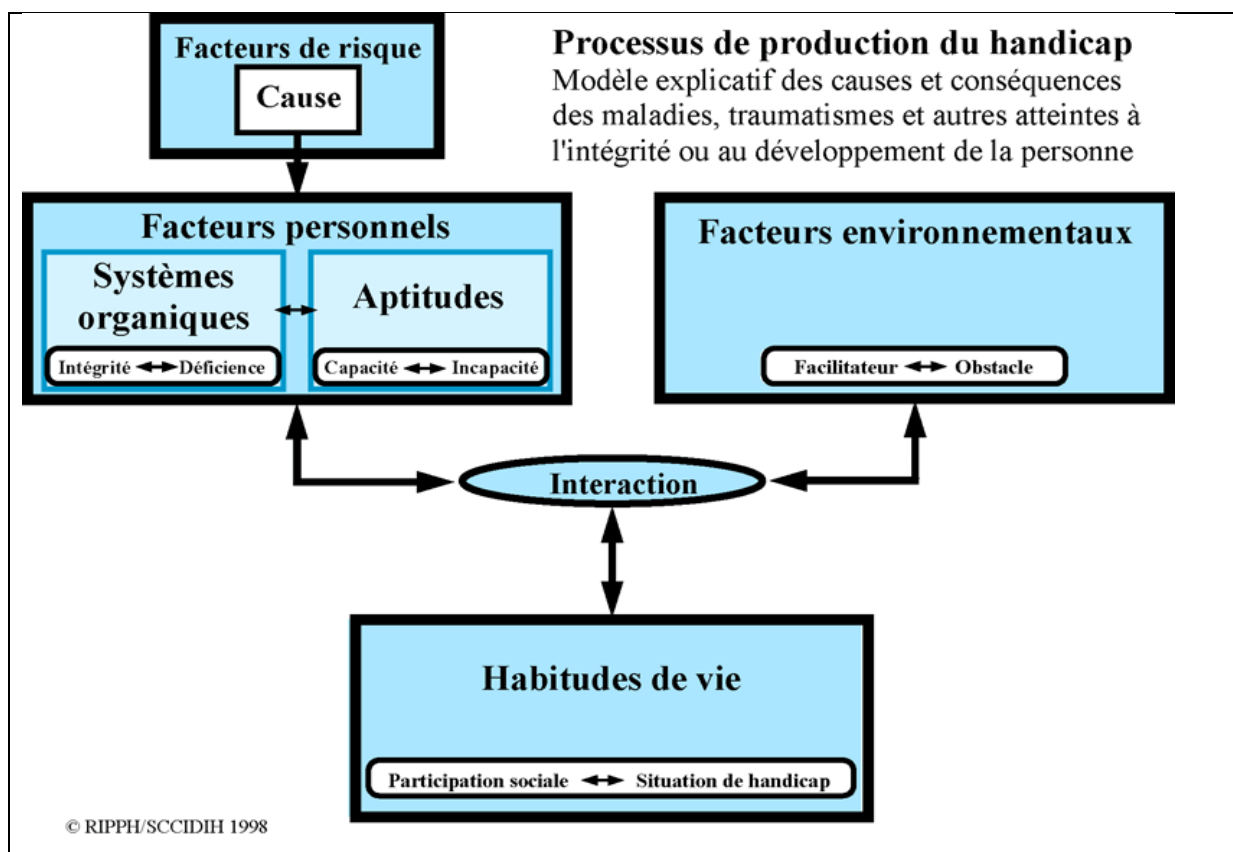 Facteurs de risque
Cause
Processus de production du handicap
Modèle explicatif des causes et conséquences
des maladies, traumatismes et autres atteintes à
l'intégrité ou au développement de la personne
Facteurs personnels
Systèmes
organiques
Intégrité Déficience
Aptitudes
Capacité Incapacité
Facteurs environnementaux
Facilitateur Obstacle
Interaction
Habitudes de vie
Participation sociale Situation de handicap
© RIPPH/SCCIDIH 1998